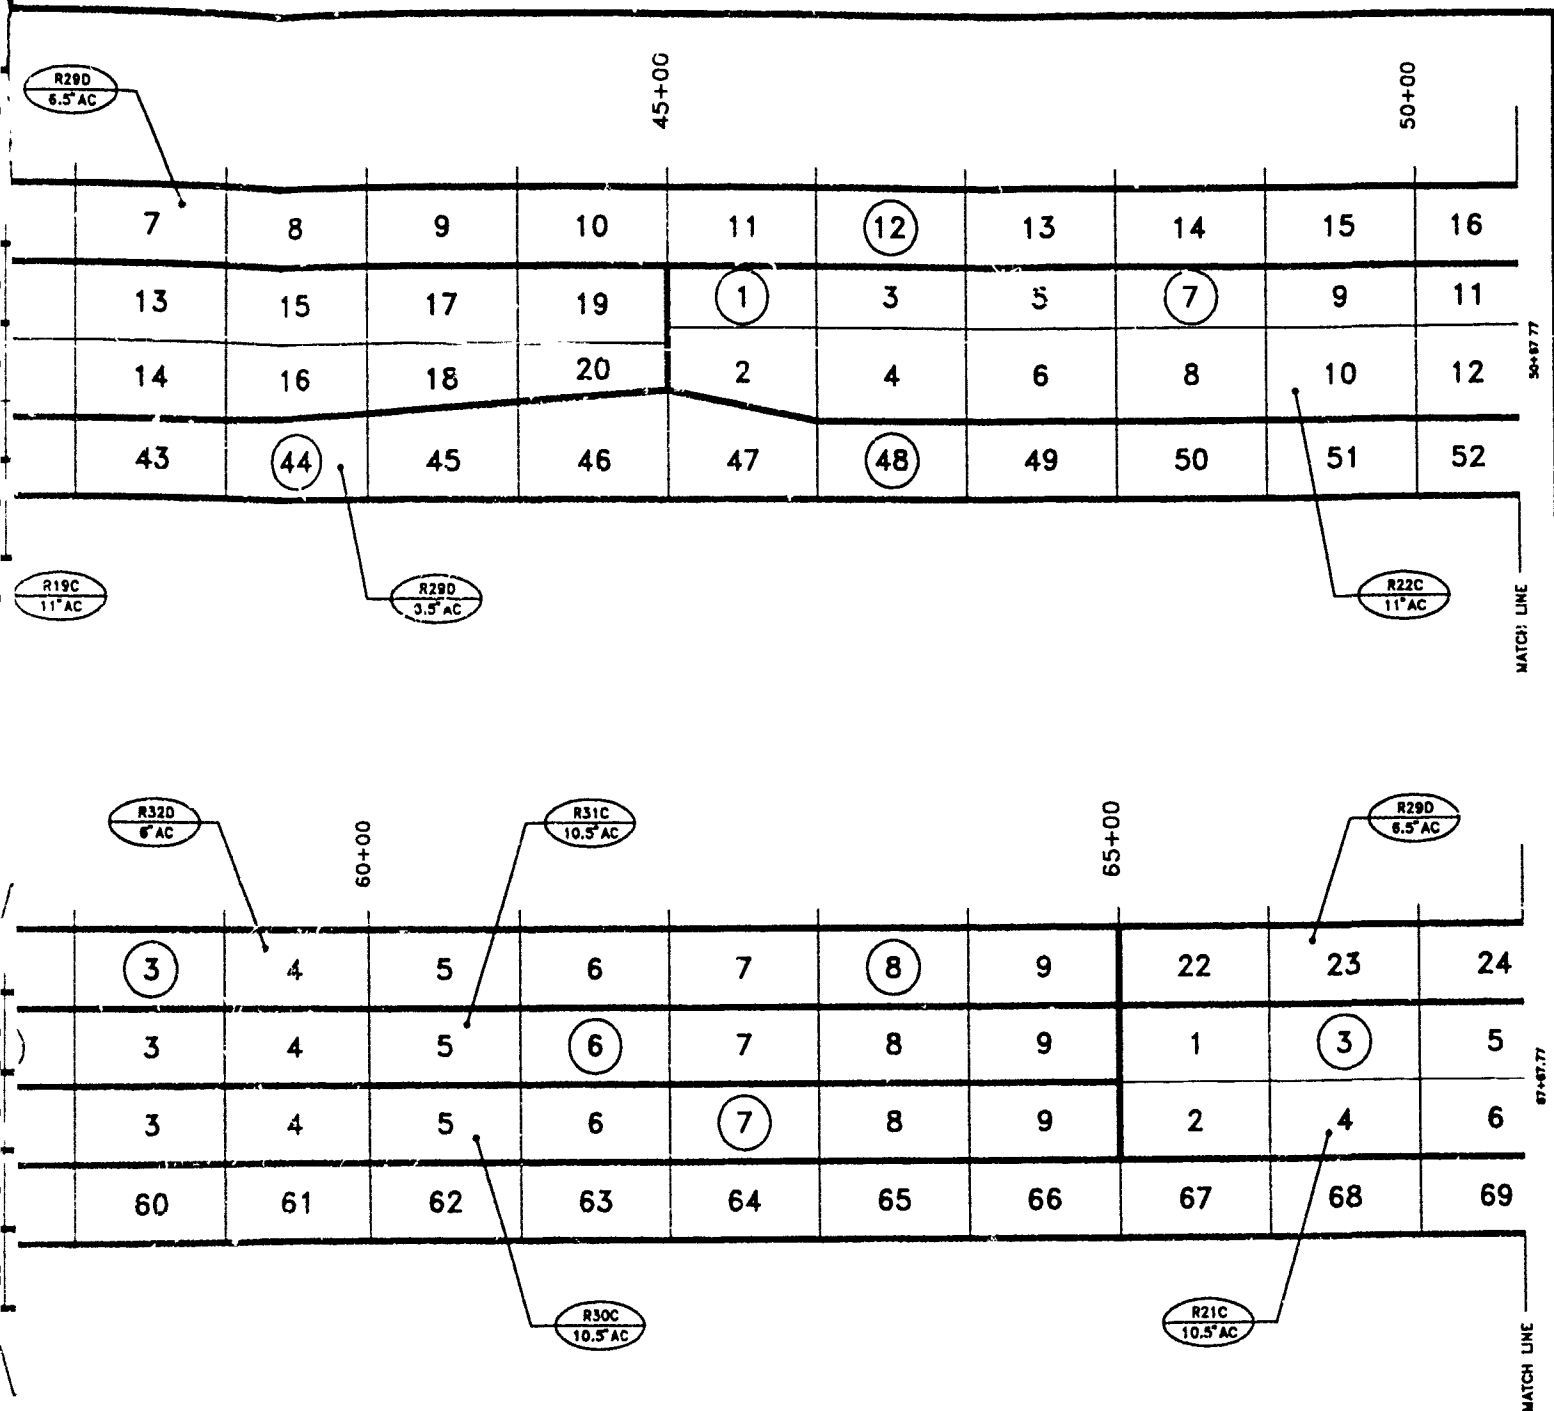 R29D
6.5" AC
45+00
50+00
7 8 9 10 11 12 13 14 15 16
13 15 17 19 1 3 5 7 9 11
14 16 18 20 2 4 6 8 10 12
43 44 45 46 47 48 49 50 51 52
50+87 77
R19C
11" AC
R29D
3.5" AC
R22C
11" AC
MATCH LINE
R32D
6" AC
60+00
R31C
10.5" AC
65+00
R29D
6.5" AC
3 4 5 6 7 8 9 22 23 24
3 4 5 6 7 8 9 1 3 5
3 4 5 6 7 8 9 2 4 6
60 61 62 63 64 65 66 67 68 69
67+67.77
R30C
10.5" AC
R21C
10.5" AC
MATCH LINE